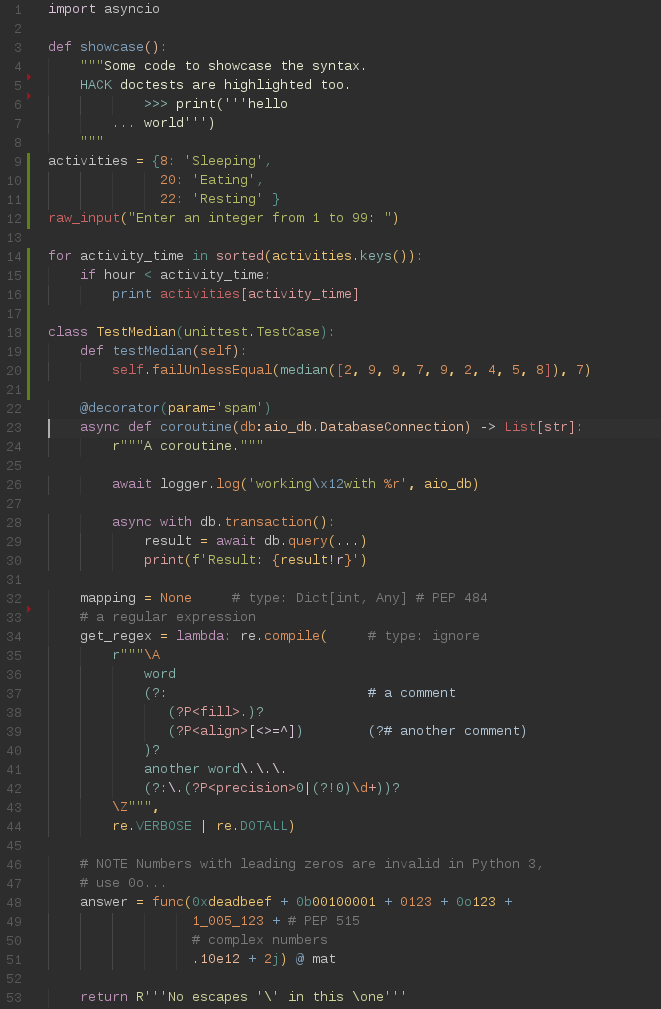 1 import asyncio
2
3 def showcase():
4     """Some code to showcase the syntax.
5     HACK doctests are highlighted too.
6             >>> print('''hello
7         ... world''')
8     """
9 activities = {8: 'Sleeping',
10               20: 'Eating',
11               22: 'Resting' }
12 raw_input("Enter an integer from 1 to 99: ")
13
14 for activity_time in sorted(activities.keys()):
15     if hour < activity_time:
16         print activities[activity_time]
17
18 class TestMedian(unittest.TestCase):
19     def testMedian(self):
20         self.failUnlessEqual(median([2, 9, 9, 7, 9, 2, 4, 5, 8]), 7)
21
22     @decorator(param='spam')
23     async def coroutine(db:aio_db.DatabaseConnection) -> List[str]:
24         r"""A coroutine."""
25
26         await logger.log('working\x12with %r', aio_db)
27
28         async with db.transaction():
29             result = await db.query(...)
30             print(f'Result: {result!r}')
31
32     mapping = None     # type: Dict[int, Any] # PEP 484
33     # a regular expression
34     get_regex = lambda: re.compile(     # type: ignore
35         r"""\A
36             word
37             (?:                         # a comment
38                (?P<fill>.)?
39                (?P<align>[<>=^])        (?# another comment)
40             )?
41             another word\.\.\.
42             (?:\.(?P<precision>0|(?!0)\d+))?
43         \Z""",
44         re.VERBOSE | re.DOTALL)
45
46     # NOTE Numbers with leading zeros are invalid in Python 3,
47     # use 0o...
48     answer = func(0xdeadbeef + 0b00100001 + 0123 + 0o123 +
49                   1_005_123 + # PEP 515
50                   # complex numbers
51                   .10e12 + 2j) @ mat
52
53     return R'''No escapes '\' in this \one'''